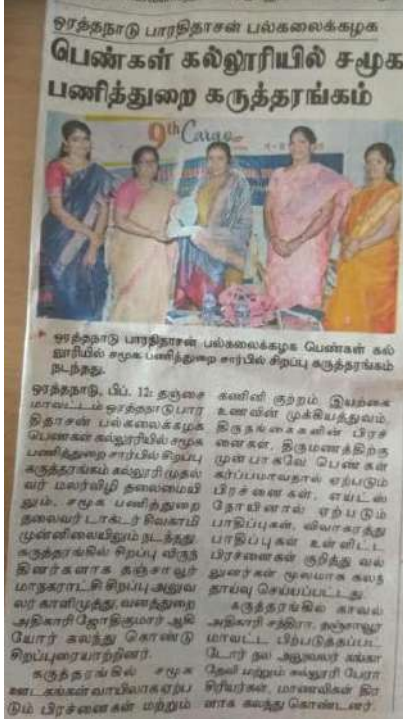 ஒரத்தநாடு பாரதிதாசன் பல்கலைக்கழக
பெண்கள் கல்லூரியில் சமூக
பணித்துறை கருத்தரங்கம்
9th Carao
ஒரத்தநாடு பாரதிதாசன் பல்கலைக்கழக பெண்கள் கல்
லூரியில் சமூக பணித்துறை சார்பில் சிறப்பு கருத்தரங்கம்
நடந்தது.
ஒரத்தநாடு, பிப். 12: தஞ்சை
மாவட்டம் ஒரத்தநாடு பார
திதாசன் பல்கலைக்கழக
பெண்கள் கல்லூரியில் சமூக
பணித்துறை சார்பில் சிறப்பு
கருத்தரங்கம் கல்லூரி முதல்
வர் மலர்விழி தலைமையி
லும், சமூக பணித்துறை
தலைவர் டாக்டர் சிவகாமி
முன்னிலையிலும் நடந்தது.
கருத்தரங்கில் சிறப்பு விருந்
தினர்களாக தஞ்சாவூர்
மாநகராட்சி சிறப்பு அலுவ
லர் காளிமுத்து, வனத்துறை
அதிகாரி ஜோதிகுமார் ஆகி
யோர் கலந்து கொண்டு
சிறப்புரையாற்றினர்.
கருத்தரங்கில் சமூக
ஊடகங்கள் வாயிலாக ஏற்ப
டும் பிரச்னைகள் மற்றும்
கணினி குற்றம், இயற்கை
உணவின் முக்கியத்துவம்,
திருநங்கைகளின் பிரச்
னைகள், திருமணத்திற்கு
முன்பாகவே பெண்கள்
கர்ப்பமாவதால் ஏற்படும்
பிரச்னைகள், எய்ட்ஸ்
நோயினால் ஏற்படும்
பாதிப்புகள், விவாகரத்து
பாதிப்புகள் உள்ளிட்ட
பிரச்னைகள் குறித்து வல்
லுனர்கள் மூலமாக கலந்
தாய்வு செய்யப்பட்டது.
கருத்தரங்கில் காவல்
அதிகாரி சந்திரா, தஞ்சாவூர்
மாவட்ட பிற்படுத்தப்பட்
டோர் நல அலுவலர் கங்கா
தேவி மற்றும் கல்லூரி பேரா
சிரியர்கள், மாணவிகள் திர
ளாக கலந்து கொண்டனர்.